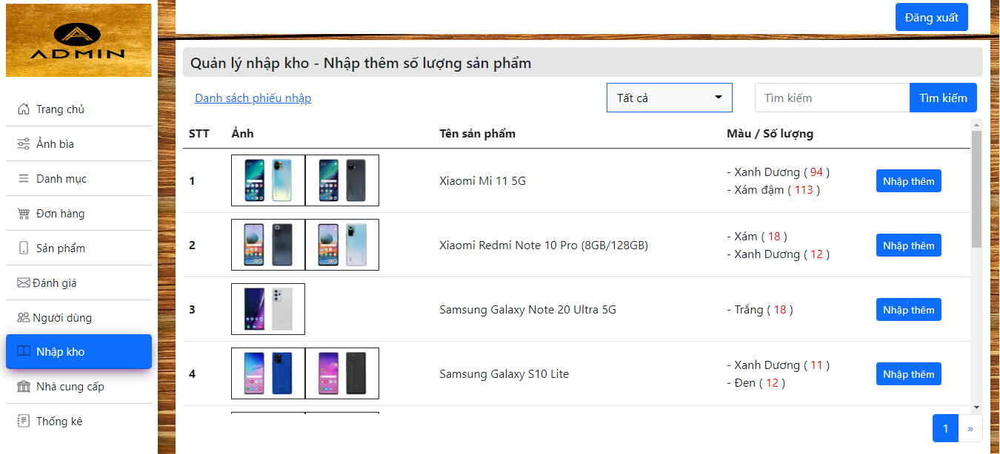 Đăng xuất
ADMIN
Quản lý nhập kho - Nhập thêm số lượng sản phẩm
Danh sách phiếu nhập
Tất cả
Tìm kiếm
Tìm kiếm
Trang chủ
Ảnh bìa
Danh mục
Đơn hàng
Sản phẩm
Đánh giá
Người dùng
Nhập kho
Nhà cung cấp
Thống kê
STT Ảnh Tên sản phẩm Màu / Số lượng
1 Xiaomi Mi 11 5G
- Xanh Dương ( 94 )
- Xám đậm ( 113 )
Nhập thêm
2 Xiaomi Redmi Note 10 Pro (8GB/128GB)
- Xám ( 18 )
- Xanh Dương ( 12 )
Nhập thêm
3 Samsung Galaxy Note 20 Ultra 5G
- Trắng ( 18 )
Nhập thêm
4 Samsung Galaxy S10 Lite
- Xanh Dương ( 11 )
- Đen ( 12 )
Nhập thêm
1 »